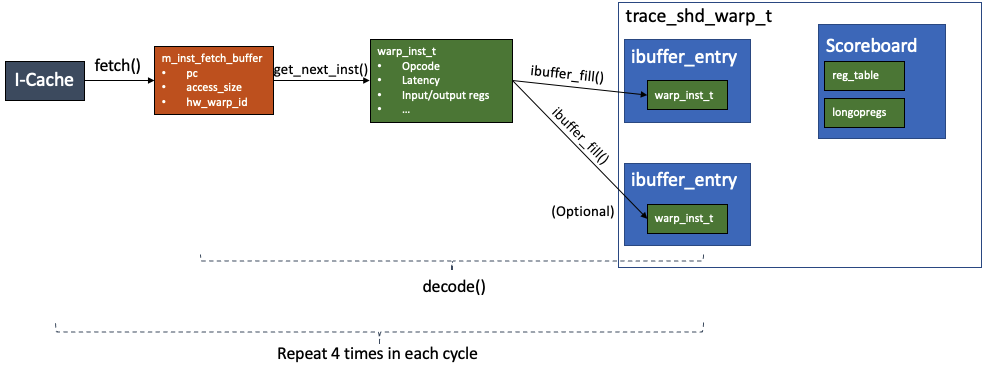 trace_shd_warp_t
I-Cache
fetch()
m_inst_fetch_buffer
• pc
• access_size
• hw_warp_id
get_next_inst()
warp_inst_t
• Opcode
• Latency
• Input/output regs
• ...
ibuffer_fill()
ibuffer_fill()
(Optional)
ibuffer_entry
warp_inst_t
ibuffer_entry
warp_inst_t
Scoreboard
reg_table
longopregs
decode()
Repeat 4 times in each cycle